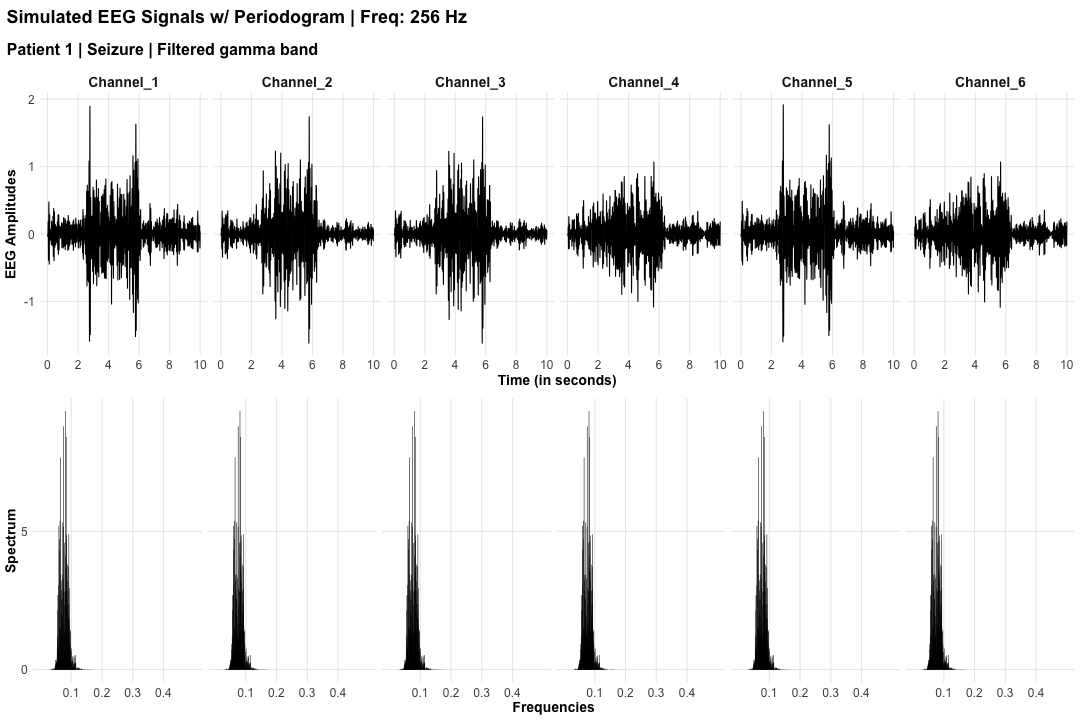 Simulated EEG Signals w/ Periodogram | Freq: 256 Hz
Patient 1 | Seizure | Filtered gamma band
Channel_1 Channel_2 Channel_3 Channel_4 Channel_5 Channel_6
2
1
0
-1
EEG Amplitudes
0 2 4 6 8 10 0 2 4 6 8 10 0 2 4 6 8 10 0 2 4 6 8 10 0 2 4 6 8 10 0 2 4 6 8 10
Time (in seconds)
5
0
Spectrum
0.1 0.2 0.3 0.4 0.1 0.2 0.3 0.4 0.1 0.2 0.3 0.4 0.1 0.2 0.3 0.4 0.1 0.2 0.3 0.4 0.1 0.2 0.3 0.4
Frequencies